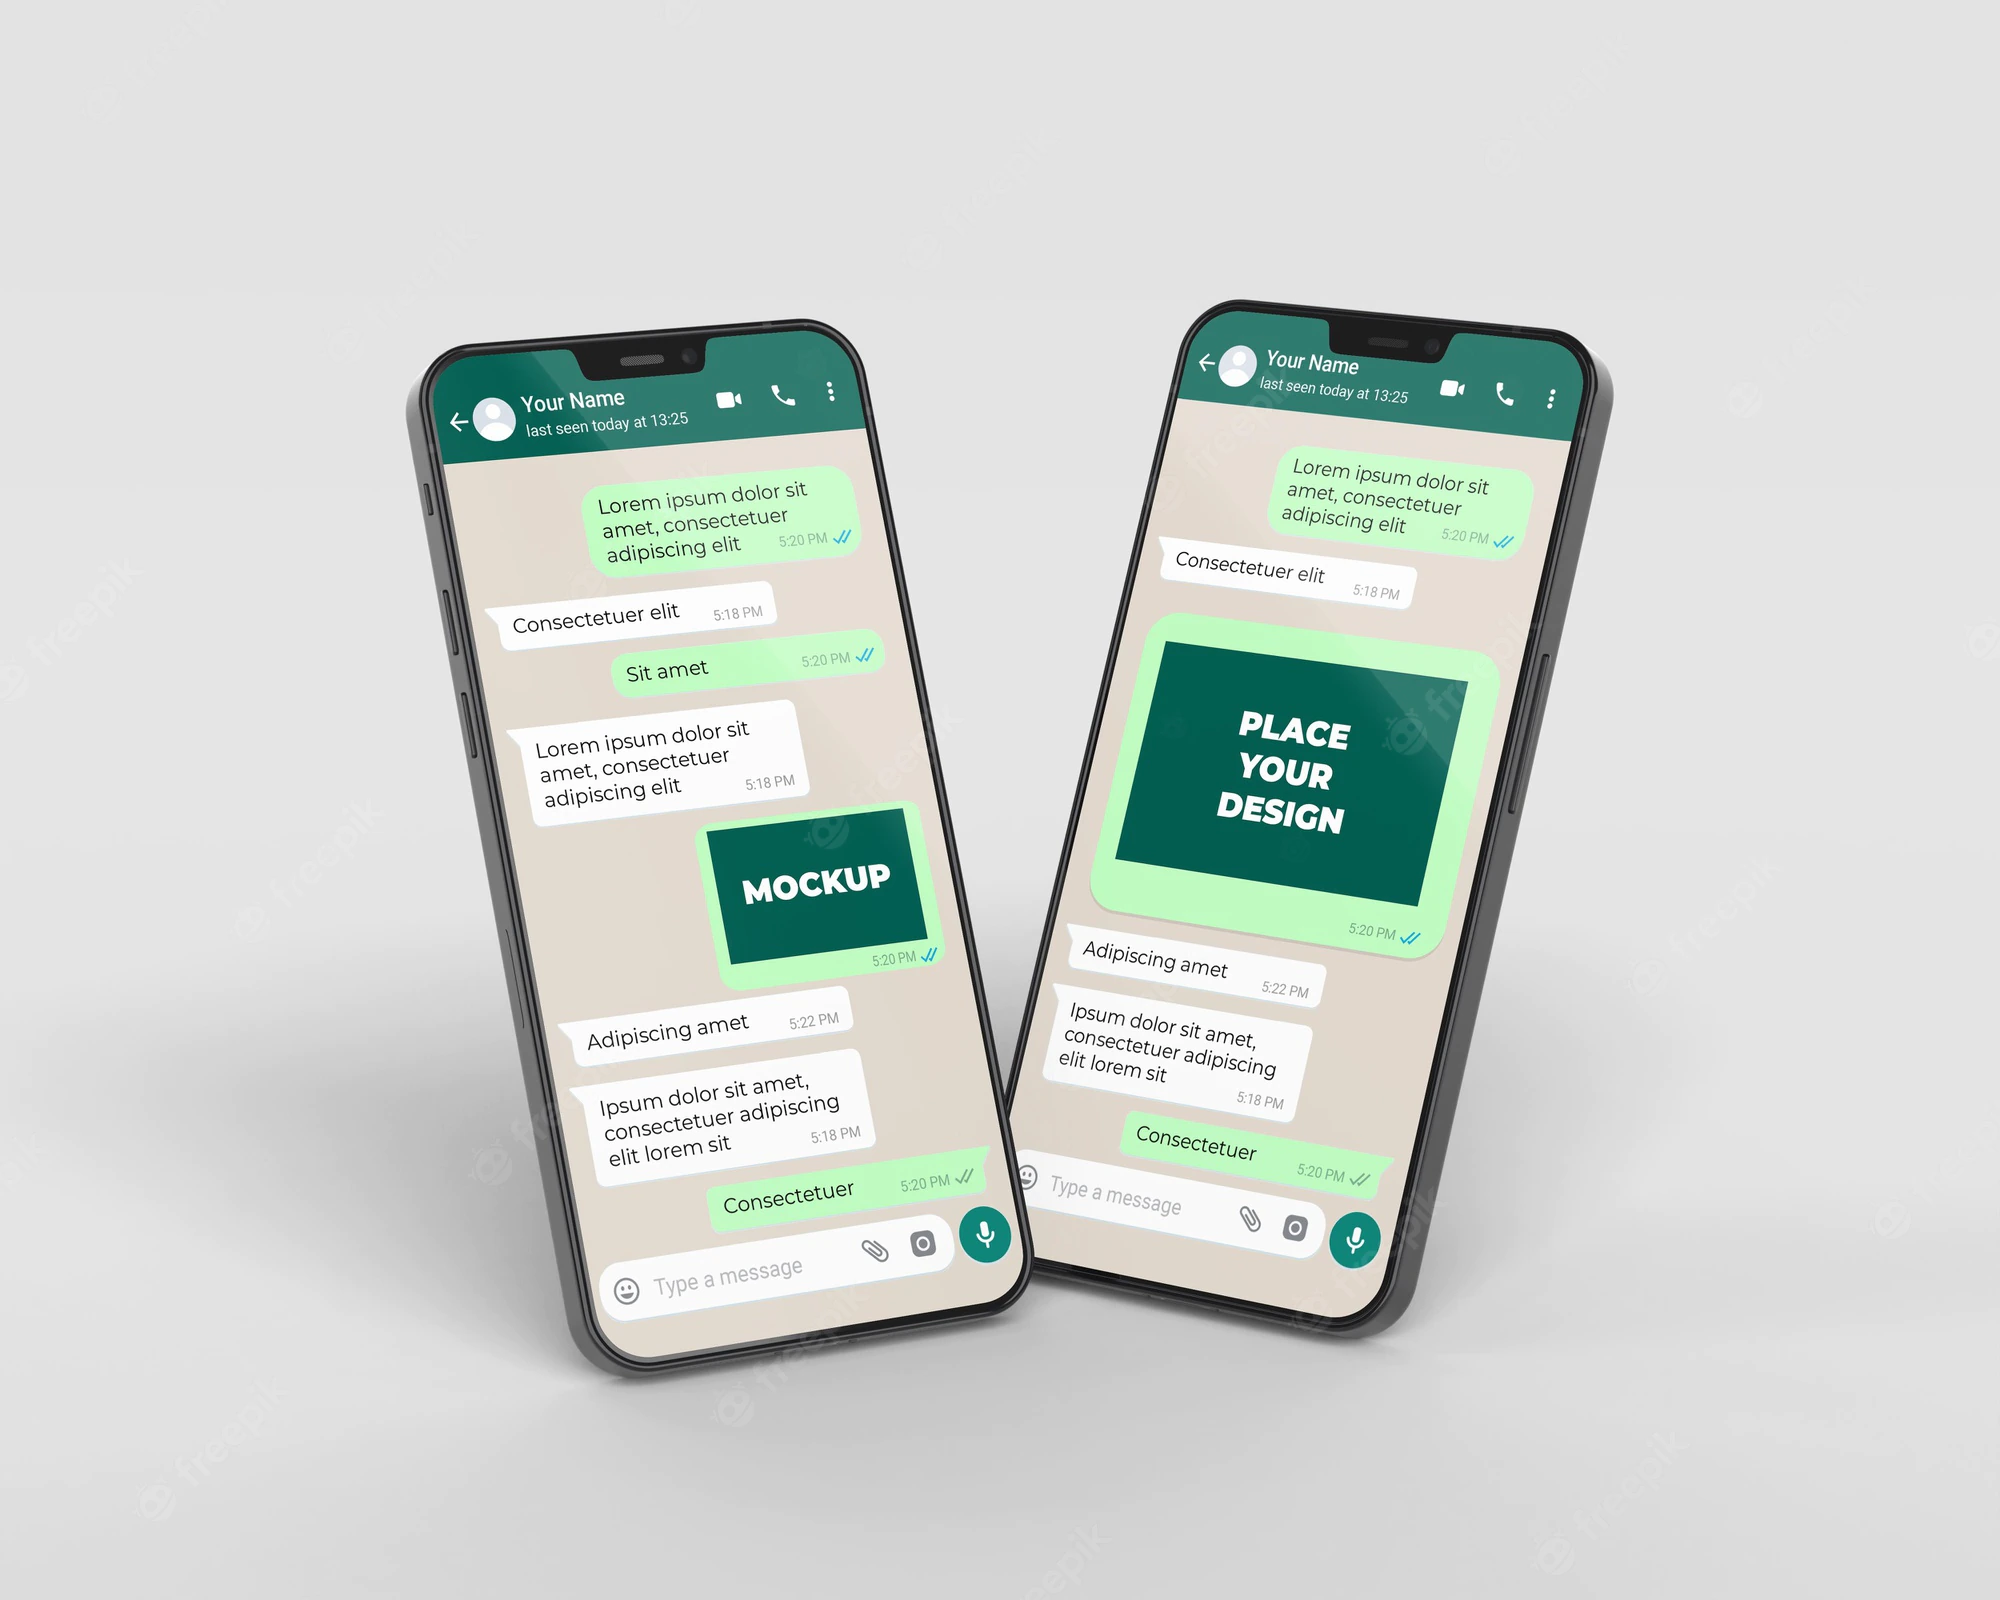 Your Name
last seen today at 13:25
Lorem ipsum dolor sit
amet, consectetuer
adipiscing elit
5:20 PM
Consectetuer elit
5:18 PM
Sit amet
5:20 PM
Lorem ipsum dolor sit
amet, consectetuer
adipiscing elit
5:18 PM
MOCKUP
5:20 PM
Adipiscing amet
5:22 PM
Ipsum dolor sit amet,
consectetuer adipiscing
elit lorem sit
5:18 PM
Consectetuer
5:20 PM
Type a message
Your Name
last seen today at 13:25
Lorem ipsum dolor sit
amet, consectetuer
adipiscing elit
5:20 PM
Consectetuer elit
5:18 PM
PLACE
YOUR
DESIGN
5:20 PM
Adipiscing amet
5:22 PM
Ipsum dolor sit amet,
consectetuer adipiscing
elit lorem sit
5:18 PM
Consectetuer
5:20 PM
Type a message
freepik
freepik
freepik
freepik
freepik
freepik